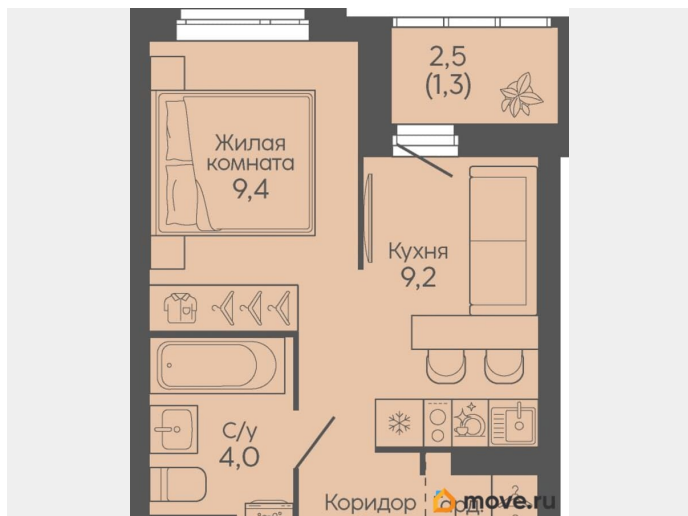 2,5
(1,3)
Жилая
комната
9,4
Кухня
9,2
С/у
4,0
Коридор
move.ru